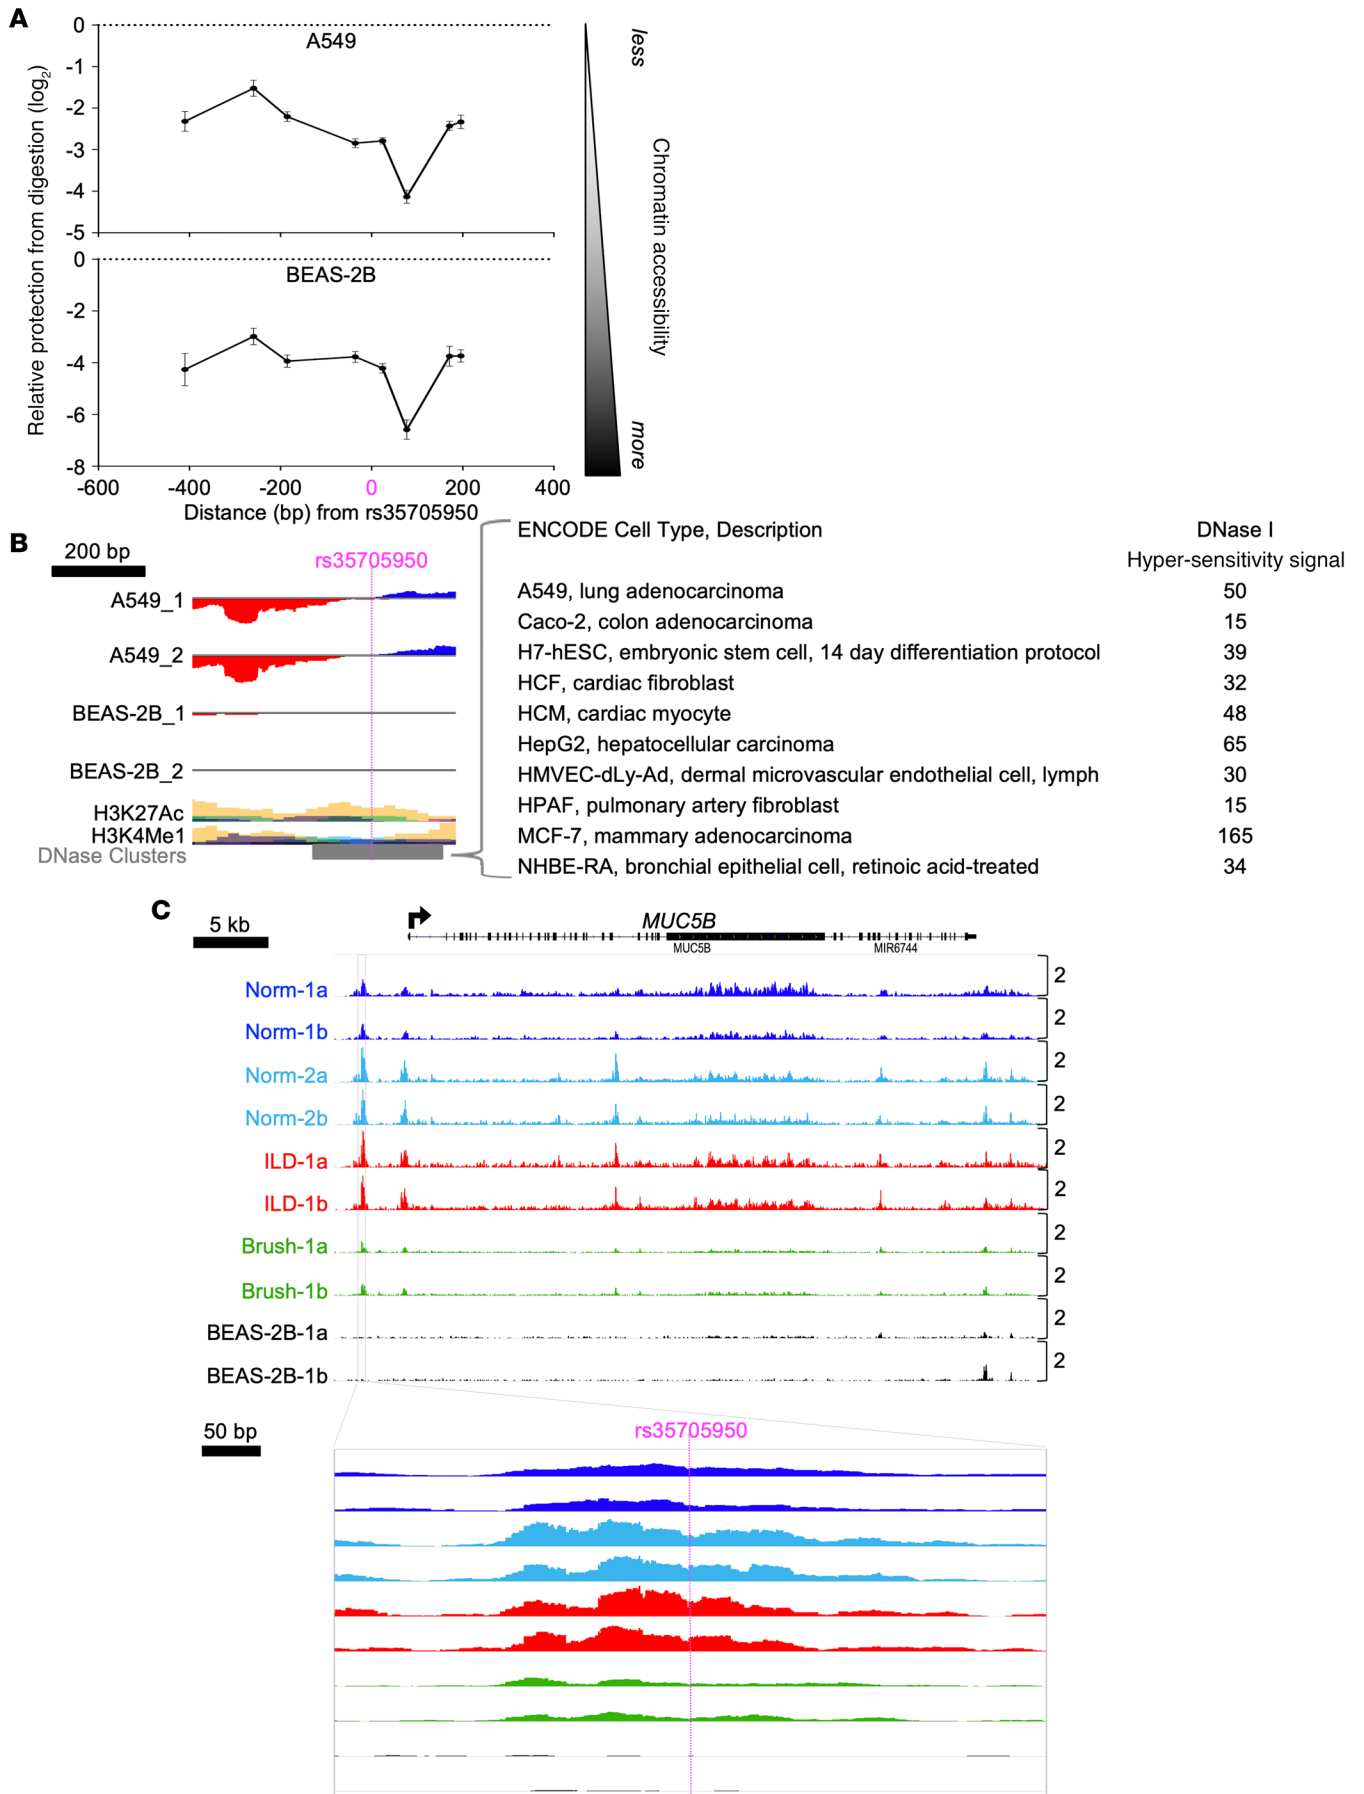 A
0
-1
-2
-3
-4
-5
A549
0
-2
-4
-6
-8
BEAS-2B
Relative protection from digestion (log2)
-600 -400 -200 0 200 400
Distance (bp) from rs35705950
less
Chromatin accessibility
more
B
200 bp
rs35705950
A549_1
A549_2
BEAS-2B_1
BEAS-2B_2
H3K27Ac
H3K4Me1
DNase Clusters
ENCODE Cell Type, Description DNase I
Hyper-sensitivity signal
A549, lung adenocarcinoma 50
Caco-2, colon adenocarcinoma 15
H7-hESC, embryonic stem cell, 14 day differentiation protocol 39
HCF, cardiac fibroblast 32
HCM, cardiac myocyte 48
HepG2, hepatocellular carcinoma 65
HMVEC-dLy-Ad, dermal microvascular endothelial cell, lymph 30
HPAF, pulmonary artery fibroblast 15
MCF-7, mammary adenocarcinoma 165
NHBE-RA, bronchial epithelial cell, retinoic acid-treated 34
C
5 kb
MUC5B
MUC5B MIR6744
Norm-1a 2
Norm-1b 2
Norm-2a 2
Norm-2b 2
ILD-1a 2
ILD-1b 2
Brush-1a 2
Brush-1b 2
BEAS-2B-1a 2
BEAS-2B-1b 2
50 bp
rs35705950